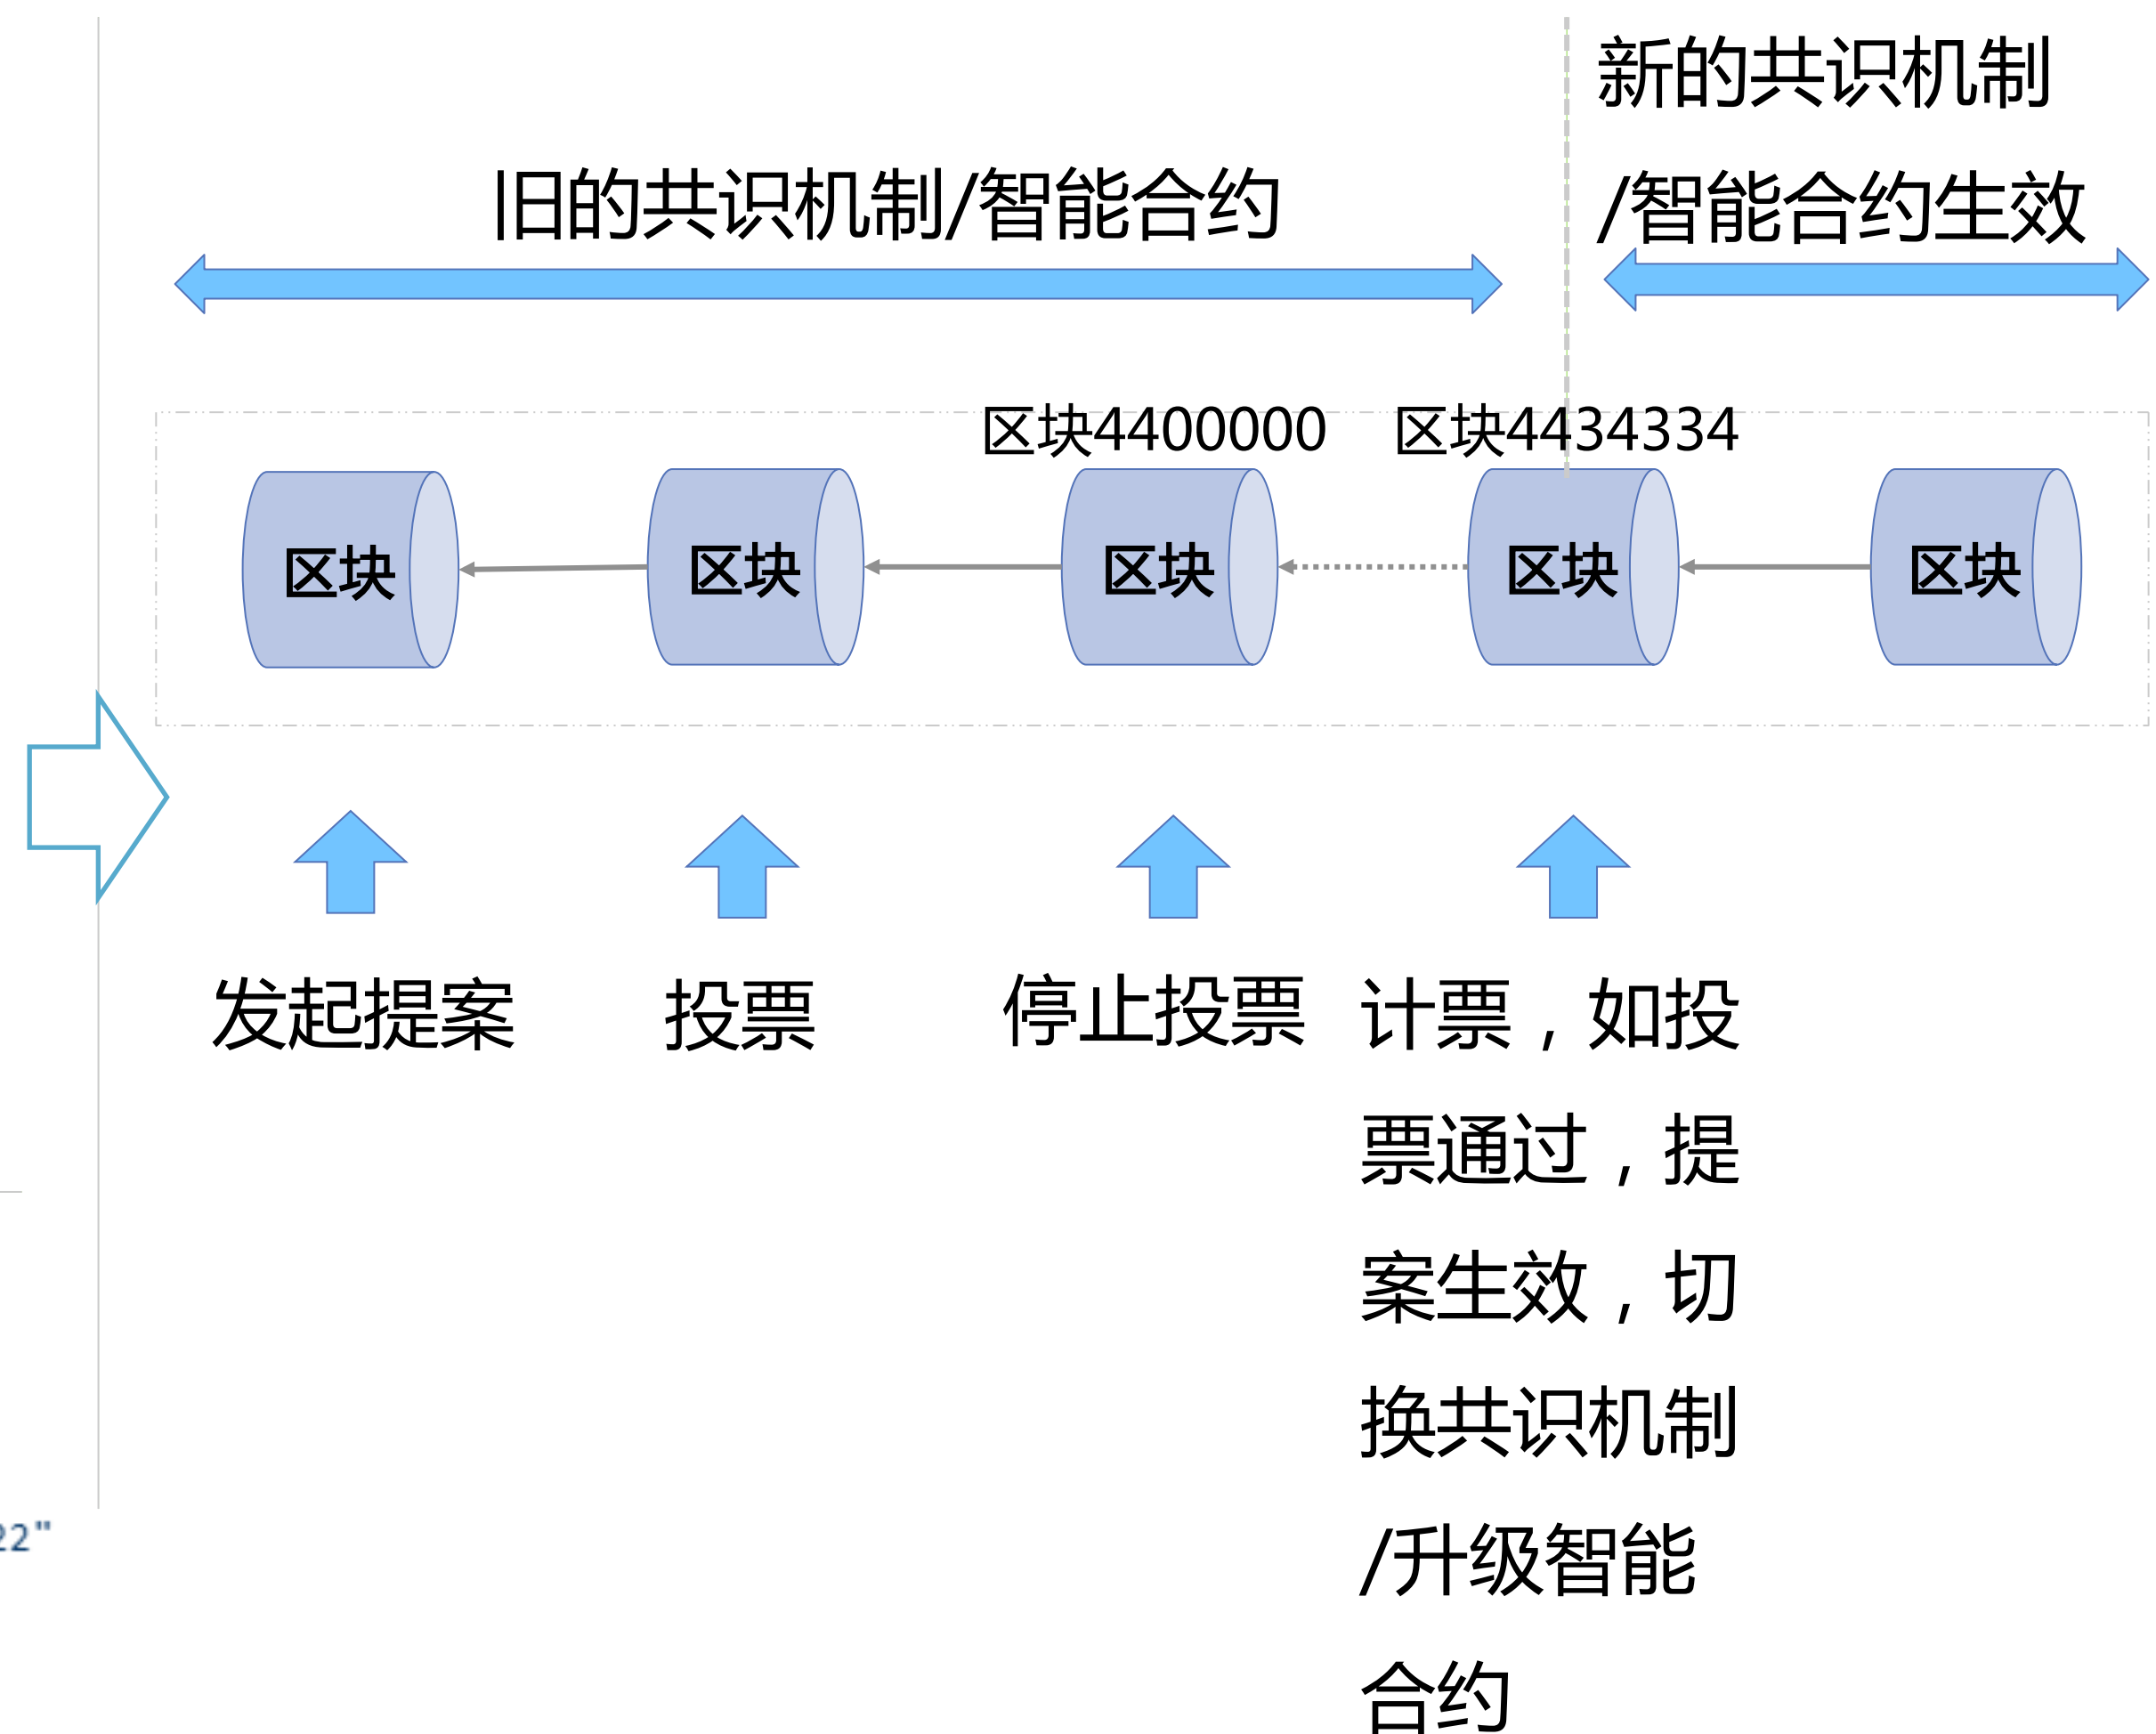 新的共识机制
/智能合约生效
旧的共识机制/智能合约
区块440000
区块443434
区块
区块
区块
区块
区块
发起提案
投票
停止投票
计票，如投
票通过，提
案生效，切
换共识机制
/升级智能
合约
22"